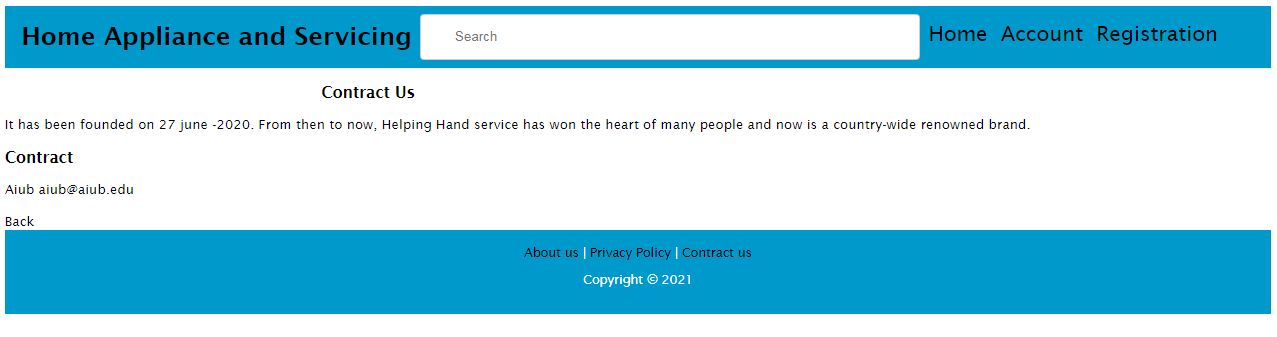 Home Appliance and Servicing Search Home Account Registration
Contract Us
It has been founded on 27 june -2020. From then to now, Helping Hand service has won the heart of many people and now is a country-wide renowned brand.
Contract
Aiub aiub@aiub.edu
Back
About us | Privacy Policy | Contract us
Copyright © 2021